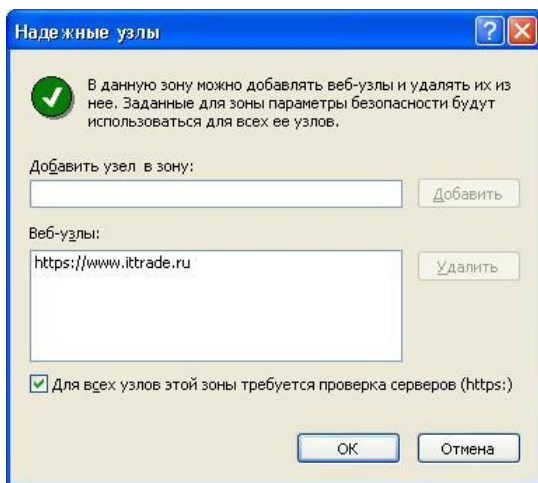 Надежные узлы
В данную зону можно добавлять веб-узлы и удалять их из
нее. Заданные для зоны параметры безопасности будут
использоваться для всех ее узлов.
Добавить узел в зону:
Добавить
Веб-узлы:
https://www.ittrade.ru
Удалить
Для всех узлов этой зоны требуется проверка серверов (https:)
ОК
Отмена